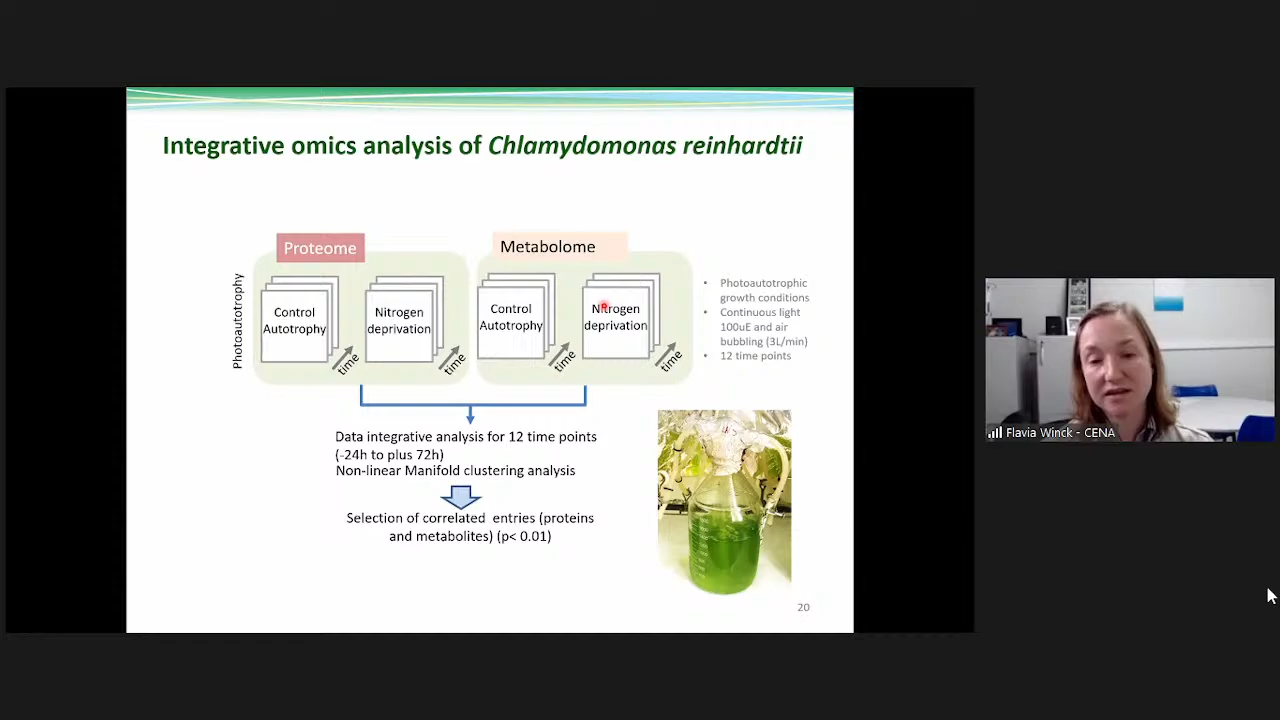 Integrative omics analysis of Chlamydomonas reinhardtii
Proteome
Metabolome
Photoautotrophy
Control
Autotrophy
time
Nitrogen
deprivation
time
Control
Autotrophy
time
Nitrogen
deprivation
time
• Photoautotrophic
growth conditions
• Continuous light
100uE and air
bubbling (3L/min)
• 12 time points
Data integrative analysis for 12 time points
(-24h to plus 72h)
Non-linear Manifold clustering analysis
Selection of correlated entries (proteins
and metabolites) (p< 0.01)
20
Flavia Winck - CENA